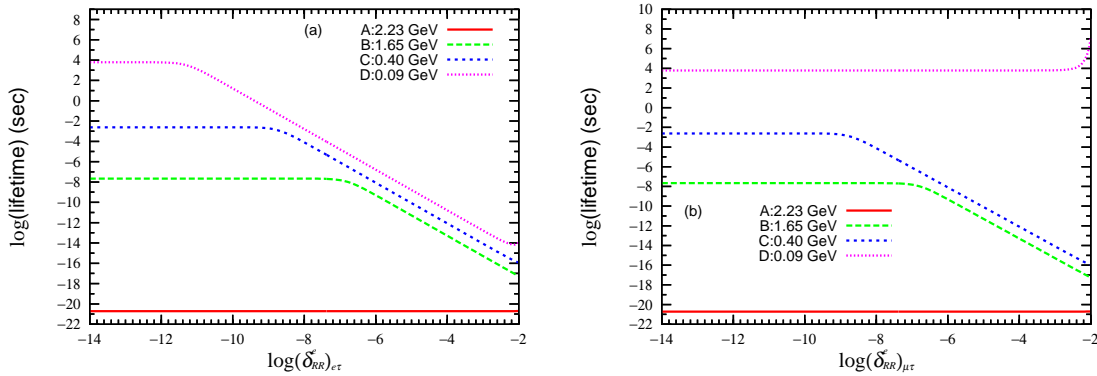 (a)
A:2.23 GeV
B:1.65 GeV
C:0.40 GeV
D:0.09 GeV
log(lifetime) (sec)
8
6
4
2
0
−2
−4
−6
−8
−10
−12
−14
−16
−18
−20
−22
−14 −12 −10 −8 −6 −4 −2
log(δ^e_RR)_eτ
10
8
6
4
2
0
−2
−4
−6
−8
−10
−12
−14
−16
−18
−20
−22
log(lifetime) (sec)
(b)
A:2.23 GeV
B:1.65 GeV
C:0.40 GeV
D:0.09 GeV
−14 −12 −10 −8 −6 −4 −2
log(δ^e_RR)_μτ